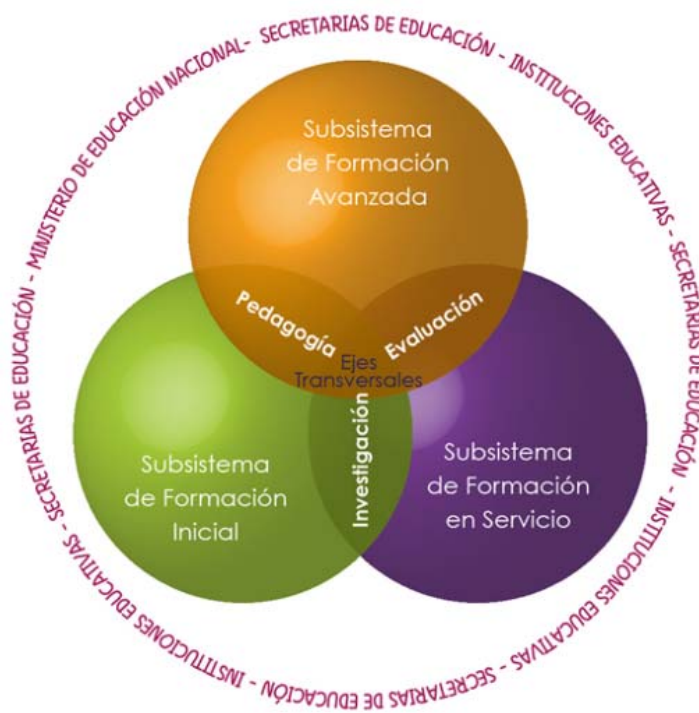 MINISTERIO DE EDUCACIÓN NACIONAL- SECRETARIAS DE EDUCACIÓN - INSTITUCIONES EDUCATIVAS - SECRETARIAS DE EDUCACIÓN - INSTITUCIONES EDUCATIVAS - SECRETARIAS DE EDUCACIÓN - INSTITUCIONES EDUCATIVAS - SECRETARIAS DE EDUCACIÓN -
Subsistema
de Formación
Avanzada
Pedagogía
Evaluación
Ejes
Transversales
Investigación
Subsistema
de Formación
Inicial
Subsistema
de Formación
en Servicio